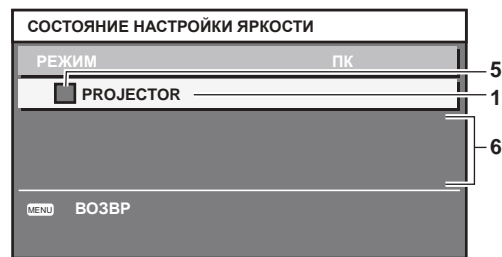 СОСТОЯНИЕ НАСТРОЙКИ ЯРКОСТИ
РЕЖИМ ПК
5
PROJECTOR
1
6
MENU ВОЗВР